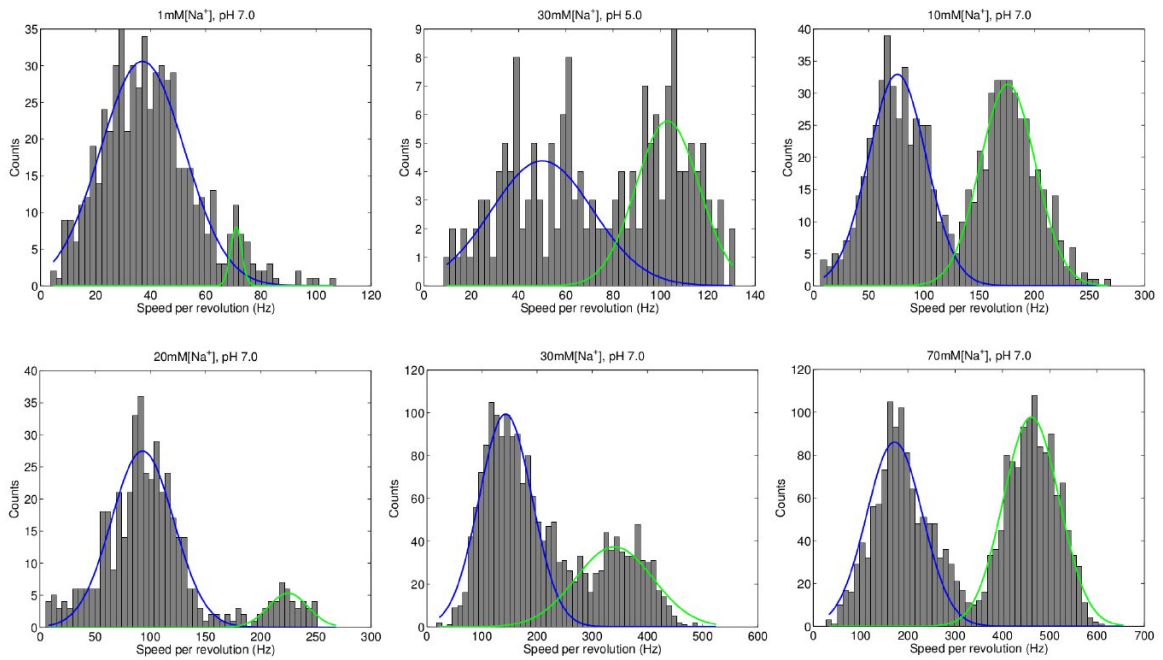 1mM[Na⁺], pH 7.0
35
30
25
20
15
10
5
0
Counts
0 20 40 60 80 100 120
Speed per revolution (Hz)
30mM[Na⁺], pH 5.0
9
8
7
6
5
4
3
2
1
0
Counts
0 20 40 60 80 100 120 140
Speed per revolution (Hz)
10mM[Na⁺], pH 7.0
40
35
30
25
20
15
10
5
0
Counts
0 50 100 150 200 250 300
Speed per revolution (Hz)
20mM[Na⁺], pH 7.0
40
35
30
25
20
15
10
5
0
Counts
0 50 100 150 200 250 300
Speed per revolution (Hz)
30mM[Na⁺], pH 7.0
120
100
80
60
40
20
0
Counts
0 100 200 300 400 500 600
Speed per revolution (Hz)
70mM[Na⁺], pH 7.0
120
100
80
60
40
20
0
Counts
0 100 200 300 400 500 600 700
Speed per revolution (Hz)